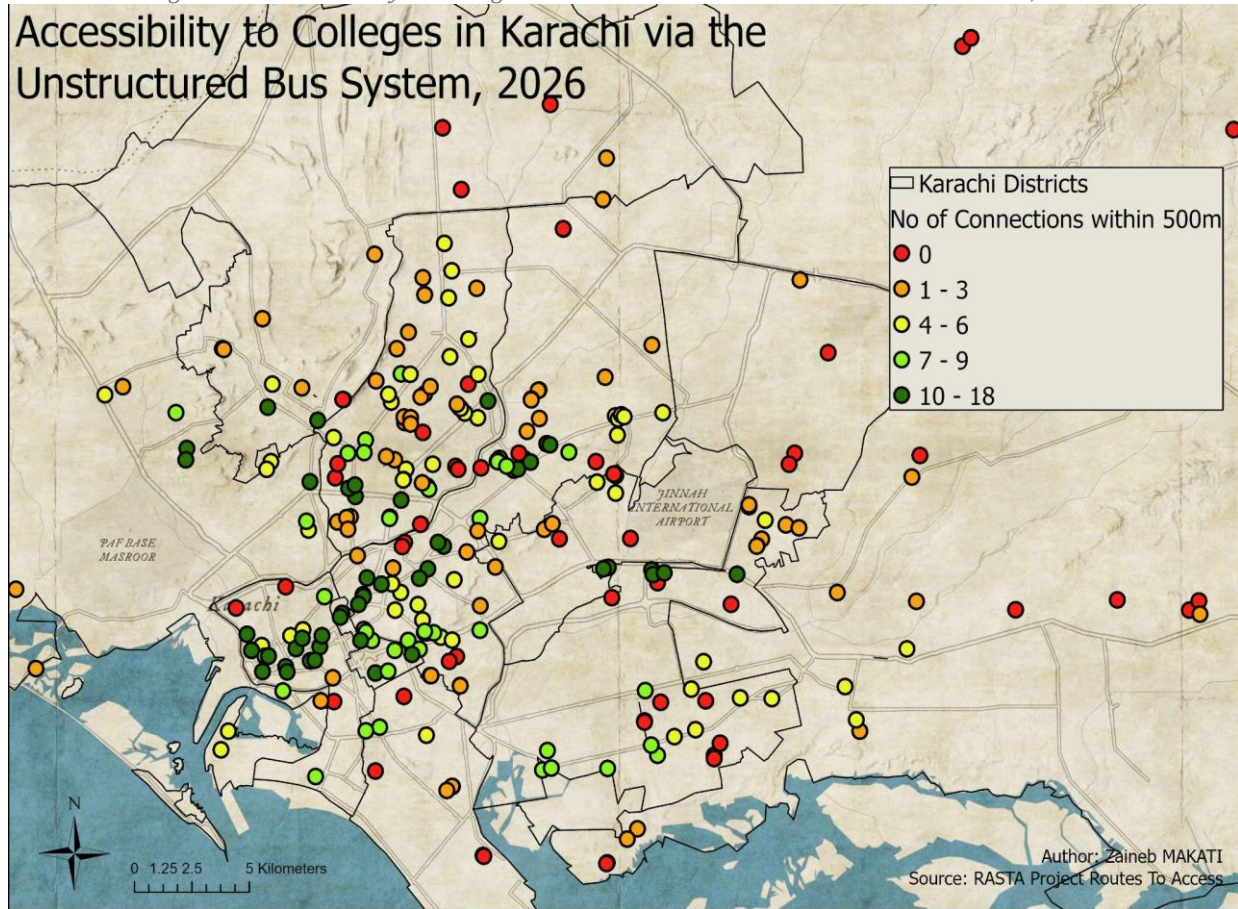 Accessibility to Colleges in Karachi via the
Unstructured Bus System, 2026
Karachi Districts
No of Connections within 500m
0
1 - 3
4 - 6
7 - 9
10 - 18
JINNAH
INTERNATIONAL
AIRPORT
PAF BASE
MASROOR
Karachi
N
0 1.25 2.5 5 Kilometers
Author: Zaineb MAKATI
Source: RASTA Project Routes To Access